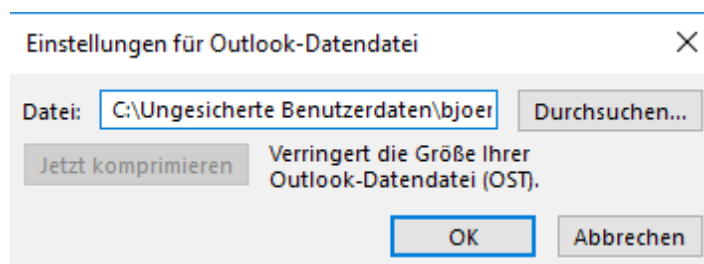 Einstellungen für Outlook-Datendatei
Datei: C:\Ungesicherte Benutzerdaten\bjoer Durchsuchen...
Jetzt komprimieren Verringert die Größe Ihrer
Outlook-Datendatei (OST).
OK Abbrechen